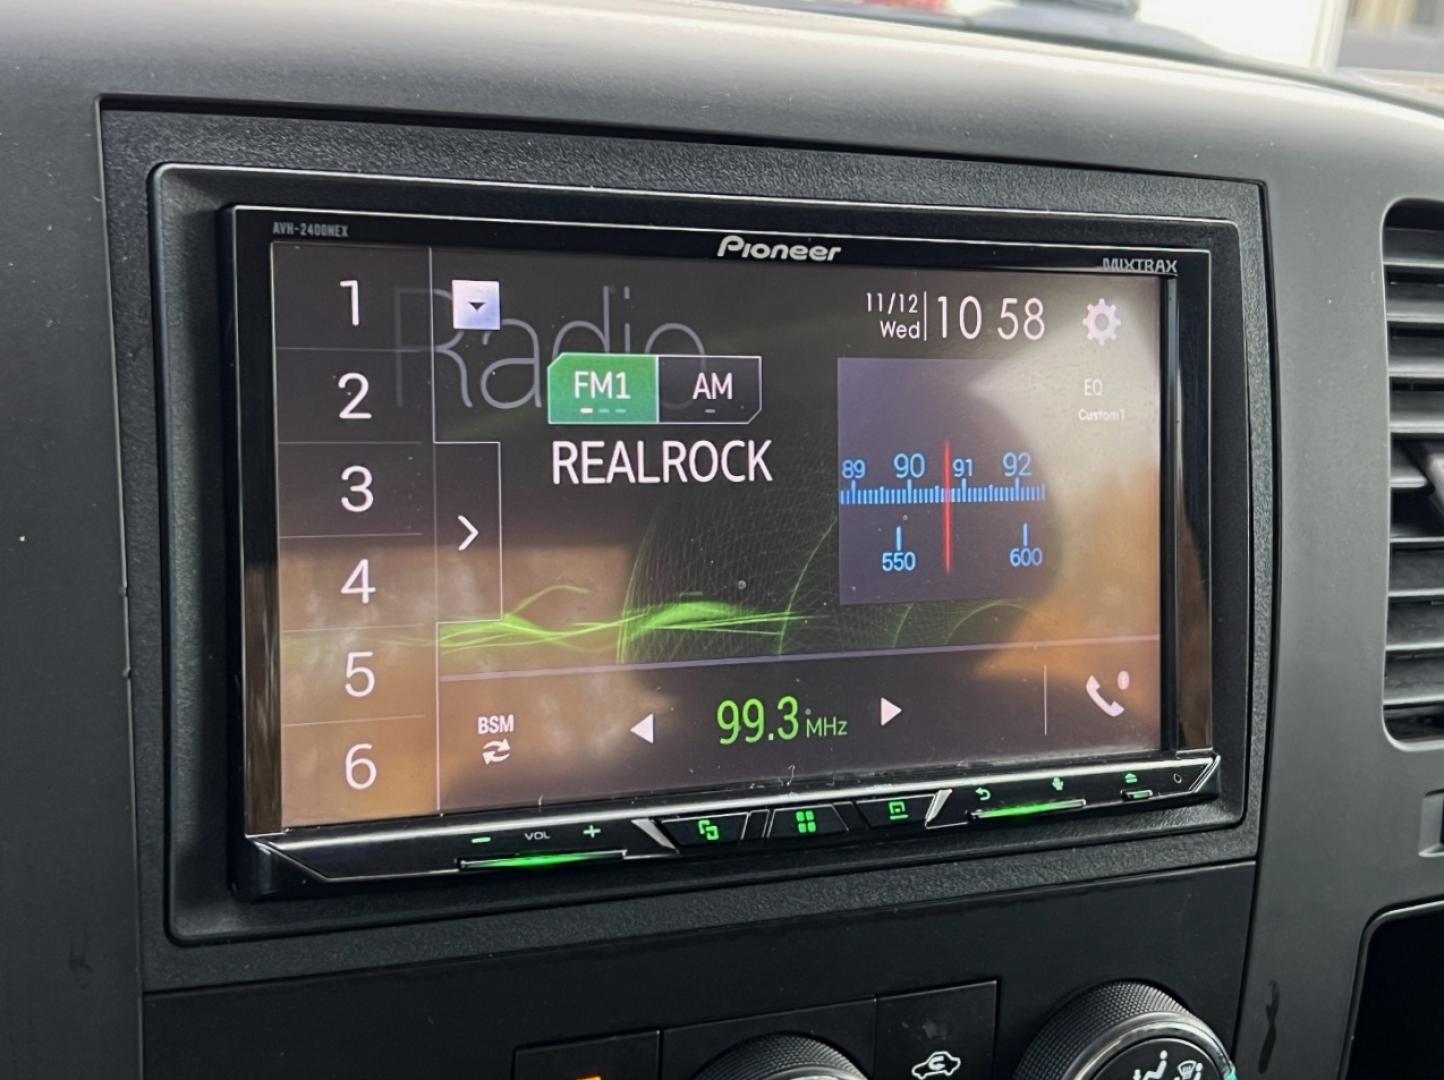 AVH-2400NEX
Pioneer
MIXTRAX
1
2
3
4
5
6
Radio
11/12
Wed
10 58
FM1
AM
EQ
Custom1
REALROCK
89 90 91 92
550 600
BSM
99.3 MHz
VOL